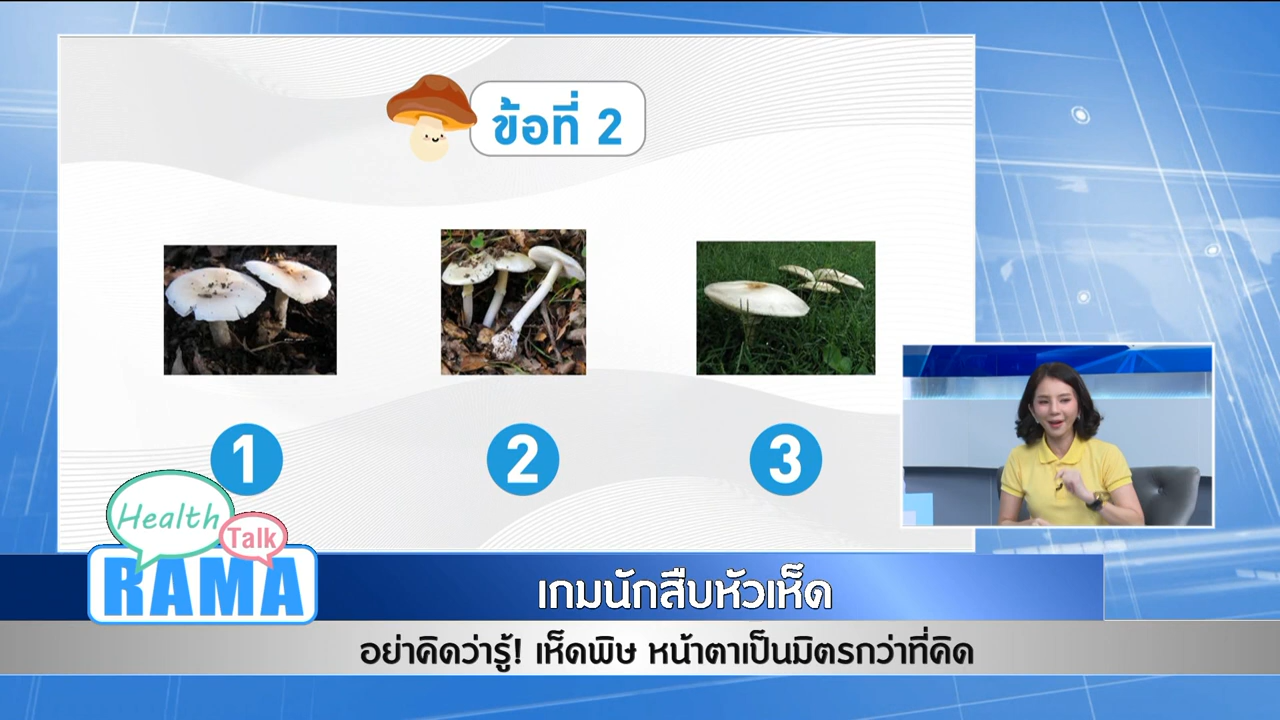 ข้อที่ 2
1
2
3
Health
Talk
RAMA
เกมนักสืบหัวเห็ด
อย่าคิดว่ารู้! เห็ดพิษ หน้าตาเป็นมิตรกว่าที่คิด